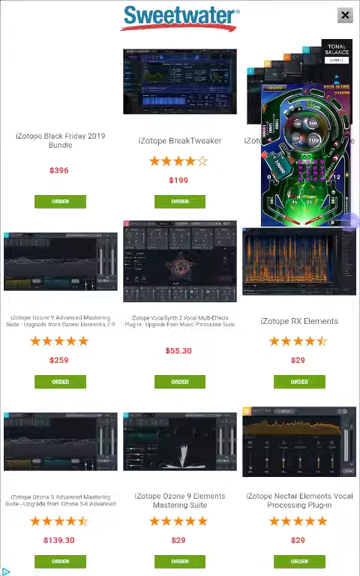 Sweetwater
TONAL
BALANCE
iZotope Black Friday 2019
Bundle
$396
ORDER
iZotope BreakTweaker
$199
ORDER
HIGH SCORE
iZotope Ozone 9 Advanced Mastering
Suite - Upgrade from Ozone Elements 7-9
$259
ORDER
iZotope VocalSynth 2 Vocal Multi-Effects
Plug-in - Upgrade from Music Production Suite
$55.30
ORDER
iZotope RX Elements
$29
ORDER
iZotope Ozone 9 Advanced Mastering
Suite - Upgrade from Ozone 5-8 Advanced
$139.30
ORDER
iZotope Ozone 9 Elements
Mastering Suite
$29
ORDER
iZotope Nectar Elements Vocal
Processing Plug-in
$29
ORDER